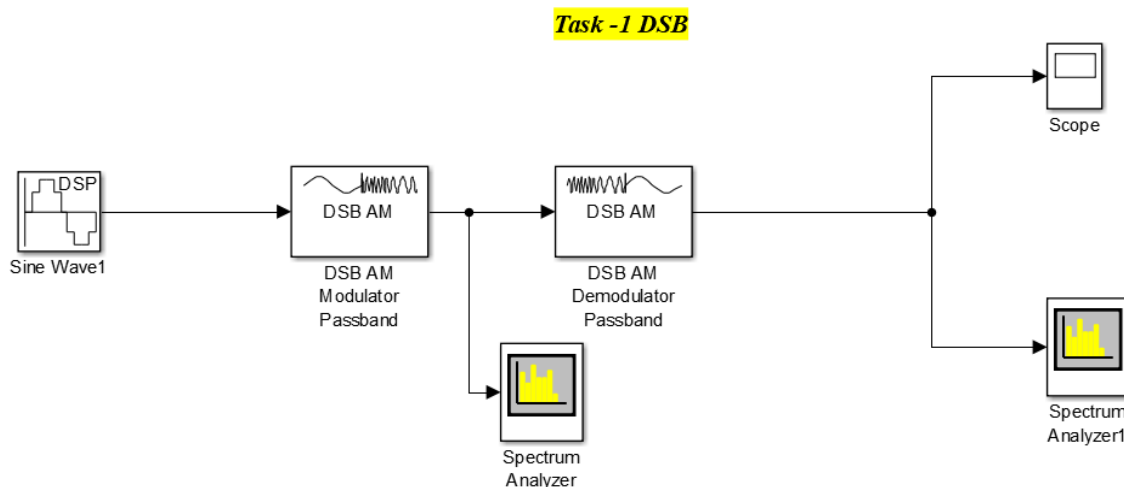 Task -1 DSB
Scope
DSP
Sine Wave1
DSB AM
DSB AM
Modulator
Passband
DSB AM
DSB AM
Demodulator
Passband
Spectrum
Analyzer
Spectrum
Analyzer1